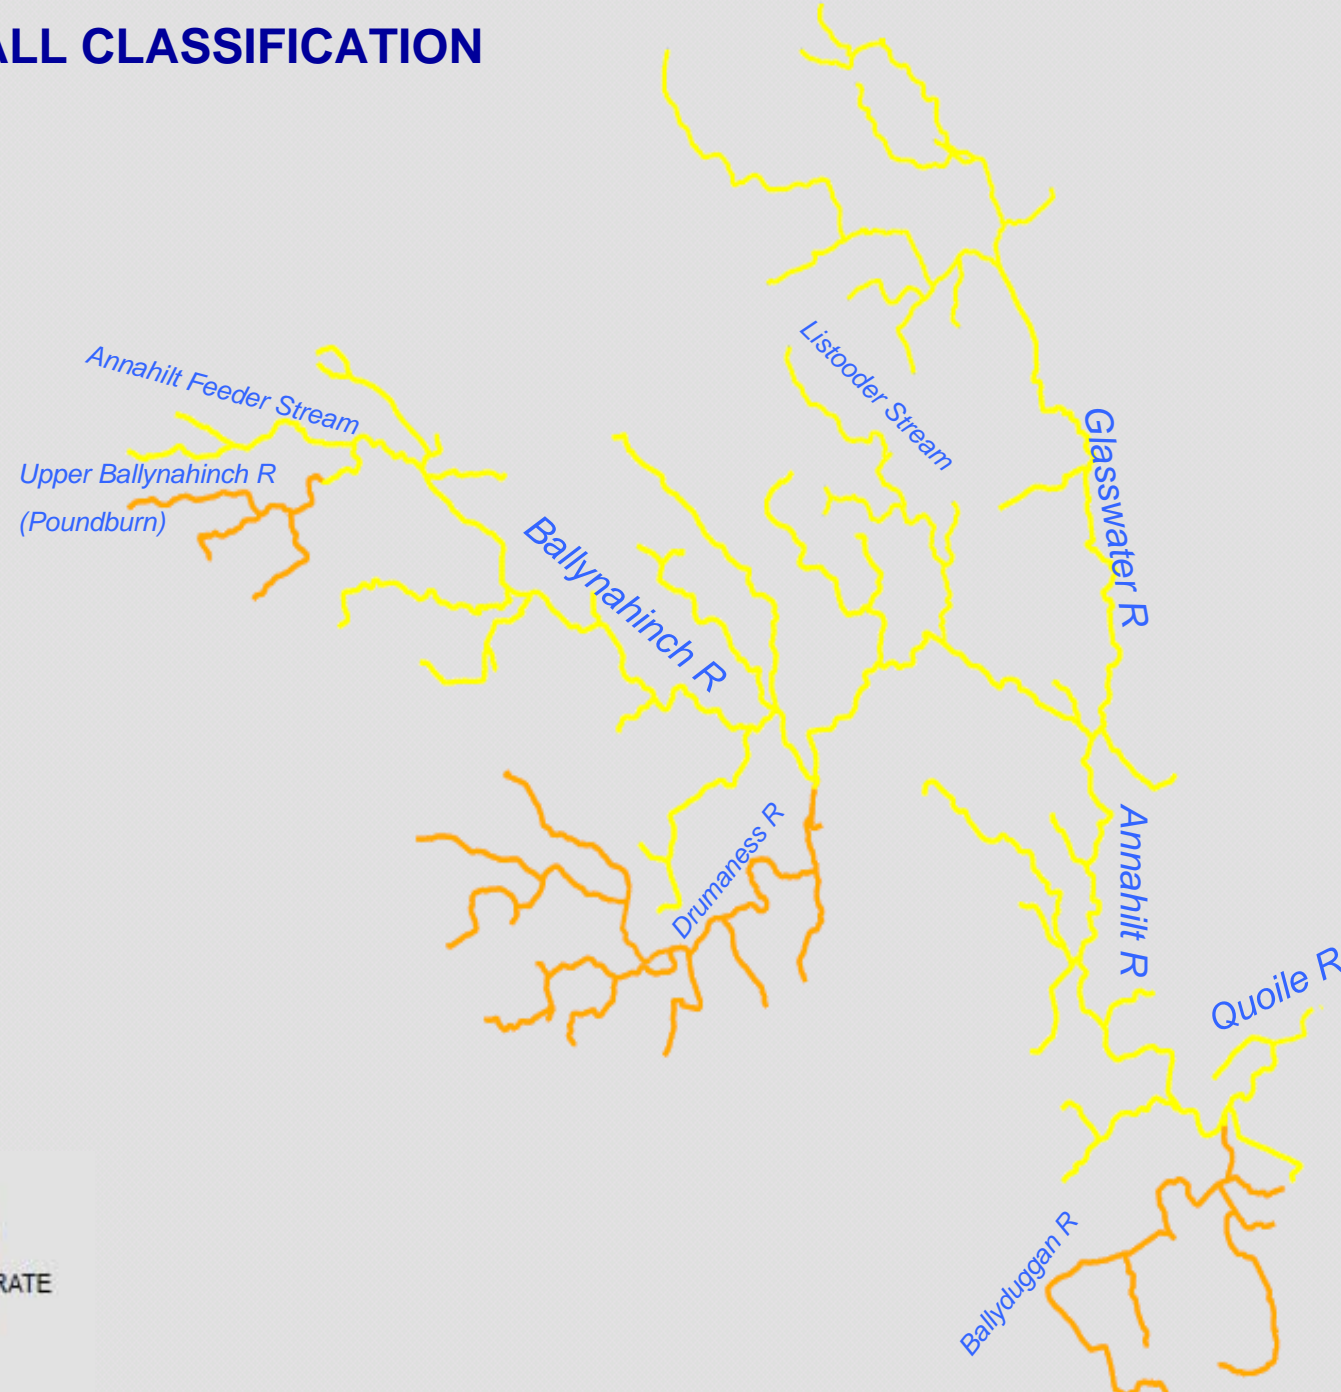 ALL CLASSIFICATION
Annahilt Feeder Stream
Upper Ballynahinch R
(Poundburn)
Listooder Stream
Glasswater R
Ballynahinch R
Drumaness R
Annahilt R
Quoile R
Ballyduggan R
RATE